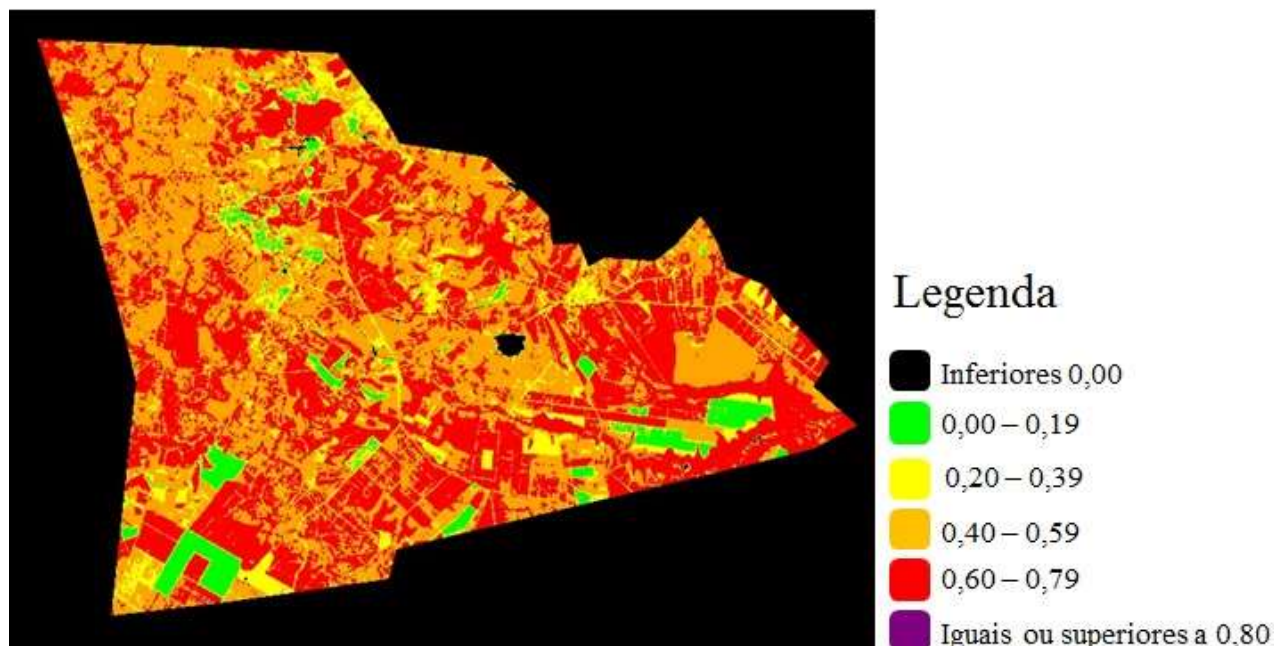 Legenda
Inferiores 0,00
0,00 – 0,19
0,20 – 0,39
0,40 – 0,59
0,60 – 0,79
Iguais ou superiores a 0.80